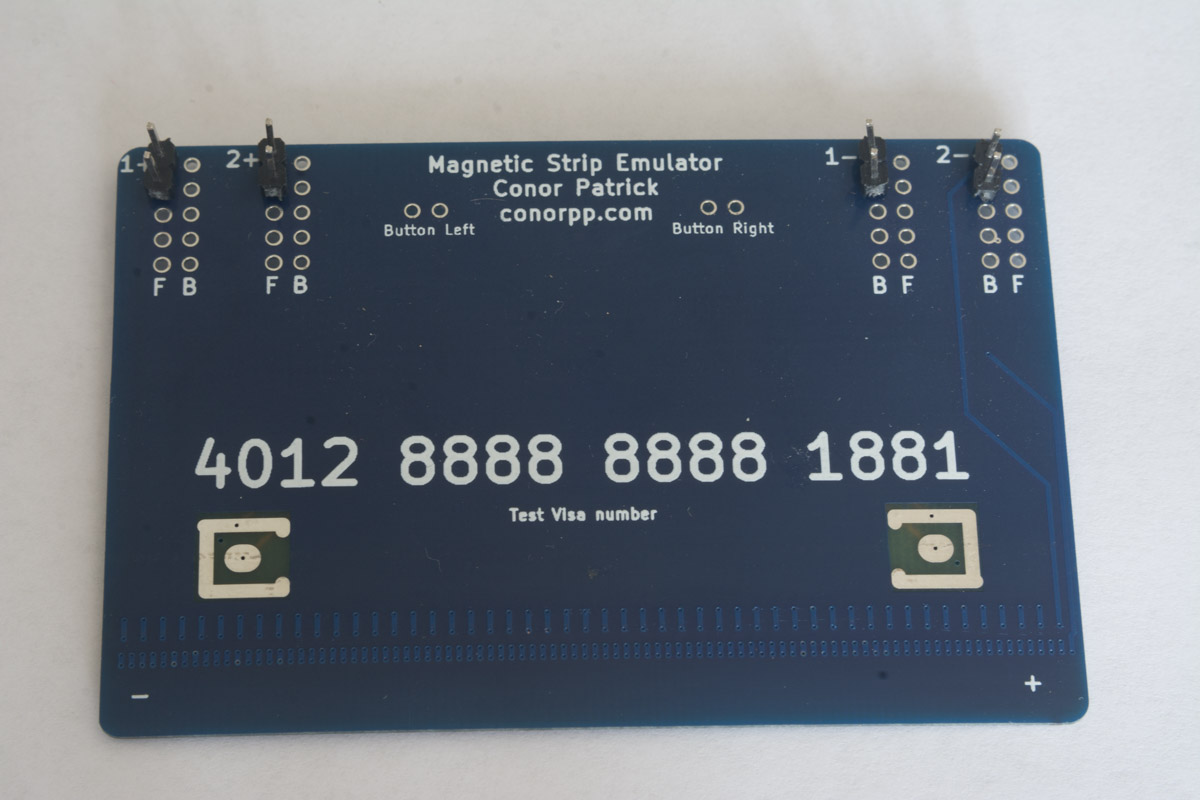 1+ 2+ Magnetic Strip Emulator 1- 2-
Conor Patrick
conorpp.com
Button Left Button Right
F B F B B F B F
4012 8888 8888 1881
Test Visa number
- +